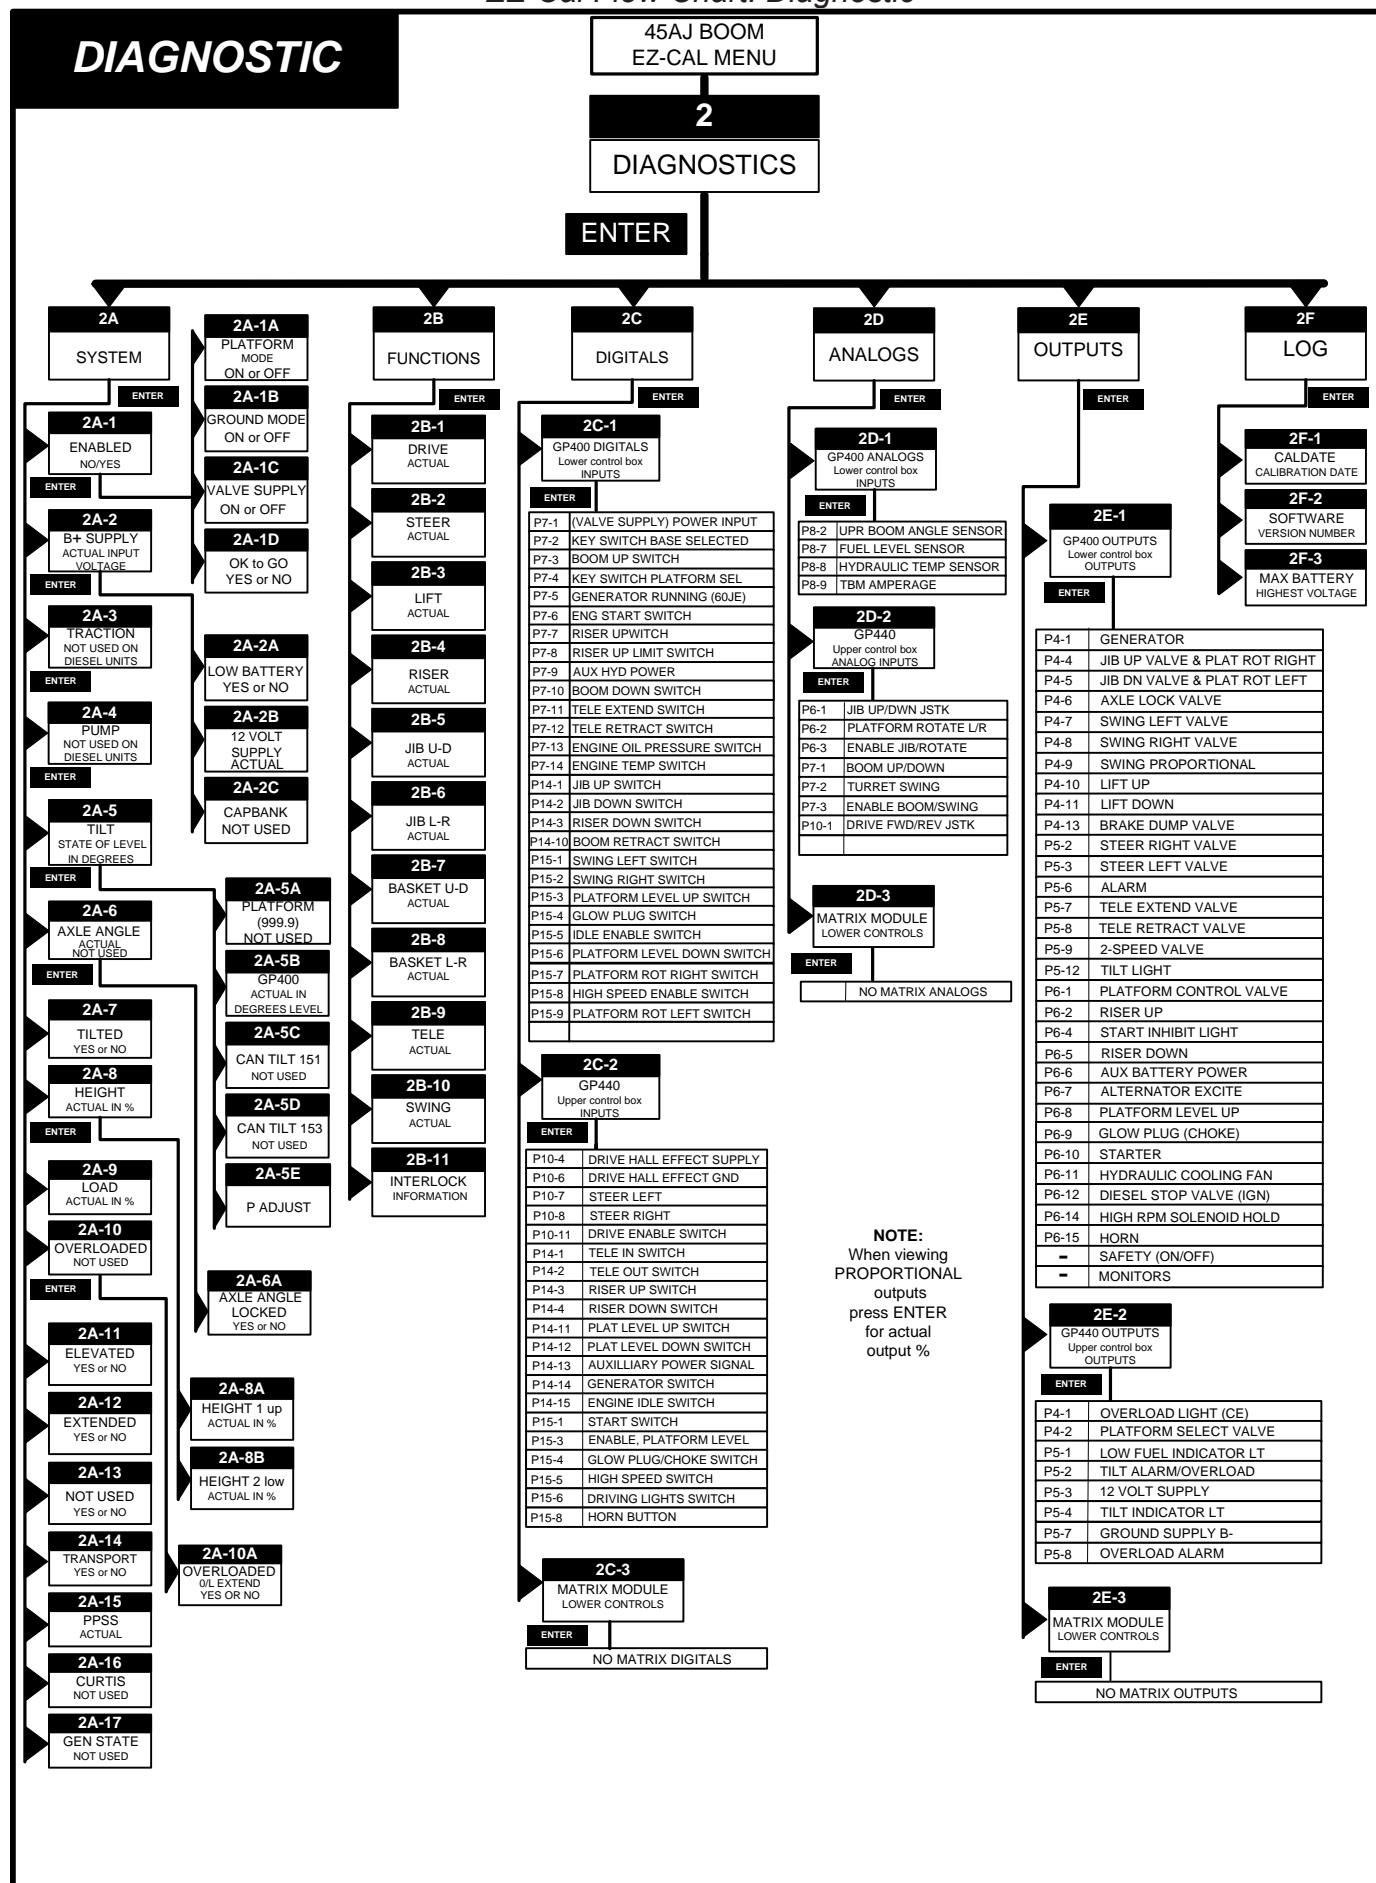 DIAGNOSTIC
45AJ BOOM
EZ-CAL MENU
2
DIAGNOSTICS
ENTER
2A
SYSTEM
ENTER
2A-1
ENABLED
NO/YES
ENTER
2A-2
B+ SUPPLY
ACTUAL INPUT
VOLTAGE
ENTER
2A-3
TRACTION
NOT USED ON
DIESEL UNITS
ENTER
2A-4
PUMP
NOT USED ON
DIESEL UNITS
ENTER
2A-5
TILT
STATE OF LEVEL
IN DEGREES
ENTER
2A-6
AXLE ANGLE
ACTUAL
NOT USED
ENTER
2A-7
TILTED
YES or NO
2A-8
HEIGHT
ACTUAL IN %
ENTER
2A-9
LOAD
ACTUAL IN %
2A-10
OVERLOADED
NOT USED
ENTER
2A-11
ELEVATED
YES or NO
2A-12
EXTENDED
YES or NO
2A-13
NOT USED
YES or NO
2A-14
TRANSPORT
YES or NO
2A-15
PPSS
ACTUAL
2A-16
CURTIS
NOT USED
2A-17
GEN STATE
NOT USED
2A-1A
PLATFORM
MODE
ON or OFF
2A-1B
GROUND MODE
ON or OFF
2A-1C
VALVE SUPPLY
ON or OFF
2A-1D
OK to GO
YES or NO
2A-2A
LOW BATTERY
YES or NO
2A-2B
12 VOLT
SUPPLY
ACTUAL
2A-2C
CAPBANK
NOT USED
2A-5A
PLATFORM
(999.9)
NOT USED
2A-5B
GP400
ACTUAL IN
DEGREES LEVEL
2A-5C
CAN TILT 151
NOT USED
2A-5D
CAN TILT 153
NOT USED
2A-5E
P ADJUST
2A-6A
AXLE ANGLE
LOCKED
YES or NO
2A-8A
HEIGHT 1 up
ACTUAL IN %
2A-8B
HEIGHT 2 low
ACTUAL IN %
2A-10A
OVERLOADED
0/L EXTEND
YES OR NO
2B
FUNCTIONS
ENTER
2B-1
DRIVE
ACTUAL
2B-2
STEER
ACTUAL
2B-3
LIFT
ACTUAL
2B-4
RISER
ACTUAL
2B-5
JIB U-D
ACTUAL
2B-6
JIB L-R
ACTUAL
2B-7
BASKET U-D
ACTUAL
2B-8
BASKET L-R
ACTUAL
2B-9
TELE
ACTUAL
2B-10
SWING
ACTUAL
2B-11
INTERLOCK
INFORMATION
2C
DIGITALS
ENTER
2C-1
GP400 DIGITALS
Lower control box
INPUTS
ENTER
P7-1 (VALVE SUPPLY) POWER INPUT
P7-2 KEY SWITCH BASE SELECTED
P7-3 BOOM UP SWITCH
P7-4 KEY SWITCH PLATFORM SEL
P7-5 GENERATOR RUNNING (60JE)
P7-6 ENG START SWITCH
P7-7 RISER UPWITCH
P7-8 RISER UP LIMIT SWITCH
P7-9 AUX HYD POWER
P7-10 BOOM DOWN SWITCH
P7-11 TELE EXTEND SWITCH
P7-12 TELE RETRACT SWITCH
P7-13 ENGINE OIL PRESSURE SWITCH
P7-14 ENGINE TEMP SWITCH
P14-1 JIB UP SWITCH
P14-2 JIB DOWN SWITCH
P14-3 RISER DOWN SWITCH
P14-10 BOOM RETRACT SWITCH
P15-1 SWING LEFT SWITCH
P15-2 SWING RIGHT SWITCH
P15-3 PLATFORM LEVEL UP SWITCH
P15-4 GLOW PLUG SWITCH
P15-5 IDLE ENABLE SWITCH
P15-6 PLATFORM LEVEL DOWN SWITCH
P15-7 PLATFORM ROT RIGHT SWITCH
P15-8 HIGH SPEED ENABLE SWITCH
P15-9 PLATFORM ROT LEFT SWITCH
2C-2
GP440
Upper control box
INPUTS
ENTER
P10-4 DRIVE HALL EFFECT SUPPLY
P10-6 DRIVE HALL EFFECT GND
P10-7 STEER LEFT
P10-8 STEER RIGHT
P10-11 DRIVE ENABLE SWITCH
P14-1 TELE IN SWITCH
P14-2 TELE OUT SWITCH
P14-3 RISER UP SWITCH
P14-4 RISER DOWN SWITCH
P14-11 PLAT LEVEL UP SWITCH
P14-12 PLAT LEVEL DOWN SWITCH
P14-13 AUXILLIARY POWER SIGNAL
P14-14 GENERATOR SWITCH
P14-15 ENGINE IDLE SWITCH
P15-1 START SWITCH
P15-3 ENABLE, PLATFORM LEVEL
P15-4 GLOW PLUG/CHOKE SWITCH
P15-5 HIGH SPEED SWITCH
P15-6 DRIVING LIGHTS SWITCH
P15-8 HORN BUTTON
2C-3
MATRIX MODULE
LOWER CONTROLS
ENTER
NO MATRIX DIGITALS
2D
ANALOGS
ENTER
2D-1
GP400 ANALOGS
Lower control box
INPUTS
ENTER
P8-2 UPR BOOM ANGLE SENSOR
P8-7 FUEL LEVEL SENSOR
P8-8 HYDRAULIC TEMP SENSOR
P8-9 TBM AMPERAGE
2D-2
GP440
Upper control box
ANALOG INPUTS
ENTER
P6-1 JIB UP/DWN JSTK
P6-2 PLATFORM ROTATE L/R
P6-3 ENABLE JIB/ROTATE
P7-1 BOOM UP/DOWN
P7-2 TURRET SWING
P7-3 ENABLE BOOM/SWING
P10-1 DRIVE FWD/REV JSTK
2D-3
MATRIX MODULE
LOWER CONTROLS
ENTER
NO MATRIX ANALOGS
NOTE:
When viewing
PROPORTIONAL
outputs
press ENTER
for actual
output %
2E
OUTPUTS
ENTER
2E-1
GP400 OUTPUTS
Lower control box
OUTPUTS
ENTER
P4-1 GENERATOR
P4-4 JIB UP VALVE & PLAT ROT RIGHT
P4-5 JIB DN VALVE & PLAT ROT LEFT
P4-6 AXLE LOCK VALVE
P4-7 SWING LEFT VALVE
P4-8 SWING RIGHT VALVE
P4-9 SWING PROPORTIONAL
P4-10 LIFT UP
P4-11 LIFT DOWN
P4-13 BRAKE DUMP VALVE
P5-2 STEER RIGHT VALVE
P5-3 STEER LEFT VALVE
P5-6 ALARM
P5-7 TELE EXTEND VALVE
P5-8 TELE RETRACT VALVE
P5-9 2-SPEED VALVE
P5-12 TILT LIGHT
P6-1 PLATFORM CONTROL VALVE
P6-2 RISER UP
P6-4 START INHIBIT LIGHT
P6-5 RISER DOWN
P6-6 AUX BATTERY POWER
P6-7 ALTERNATOR EXCITE
P6-8 PLATFORM LEVEL UP
P6-9 GLOW PLUG (CHOKE)
P6-10 STARTER
P6-11 HYDRAULIC COOLING FAN
P6-12 DIESEL STOP VALVE (IGN)
P6-14 HIGH RPM SOLENOID HOLD
P6-15 HORN
- SAFETY (ON/OFF)
- MONITORS
2E-2
GP440 OUTPUTS
Upper control box
OUTPUTS
ENTER
P4-1 OVERLOAD LIGHT (CE)
P4-2 PLATFORM SELECT VALVE
P5-1 LOW FUEL INDICATOR LT
P5-2 TILT ALARM/OVERLOAD
P5-3 12 VOLT SUPPLY
P5-4 TILT INDICATOR LT
P5-7 GROUND SUPPLY B-
P5-8 OVERLOAD ALARM
2E-3
MATRIX MODULE
LOWER CONTROLS
ENTER
NO MATRIX OUTPUTS
2F
LOG
ENTER
2F-1
CALDATE
CALIBRATION DATE
2F-2
SOFTWARE
VERSION NUMBER
2F-3
MAX BATTERY
HIGHEST VOLTAGE